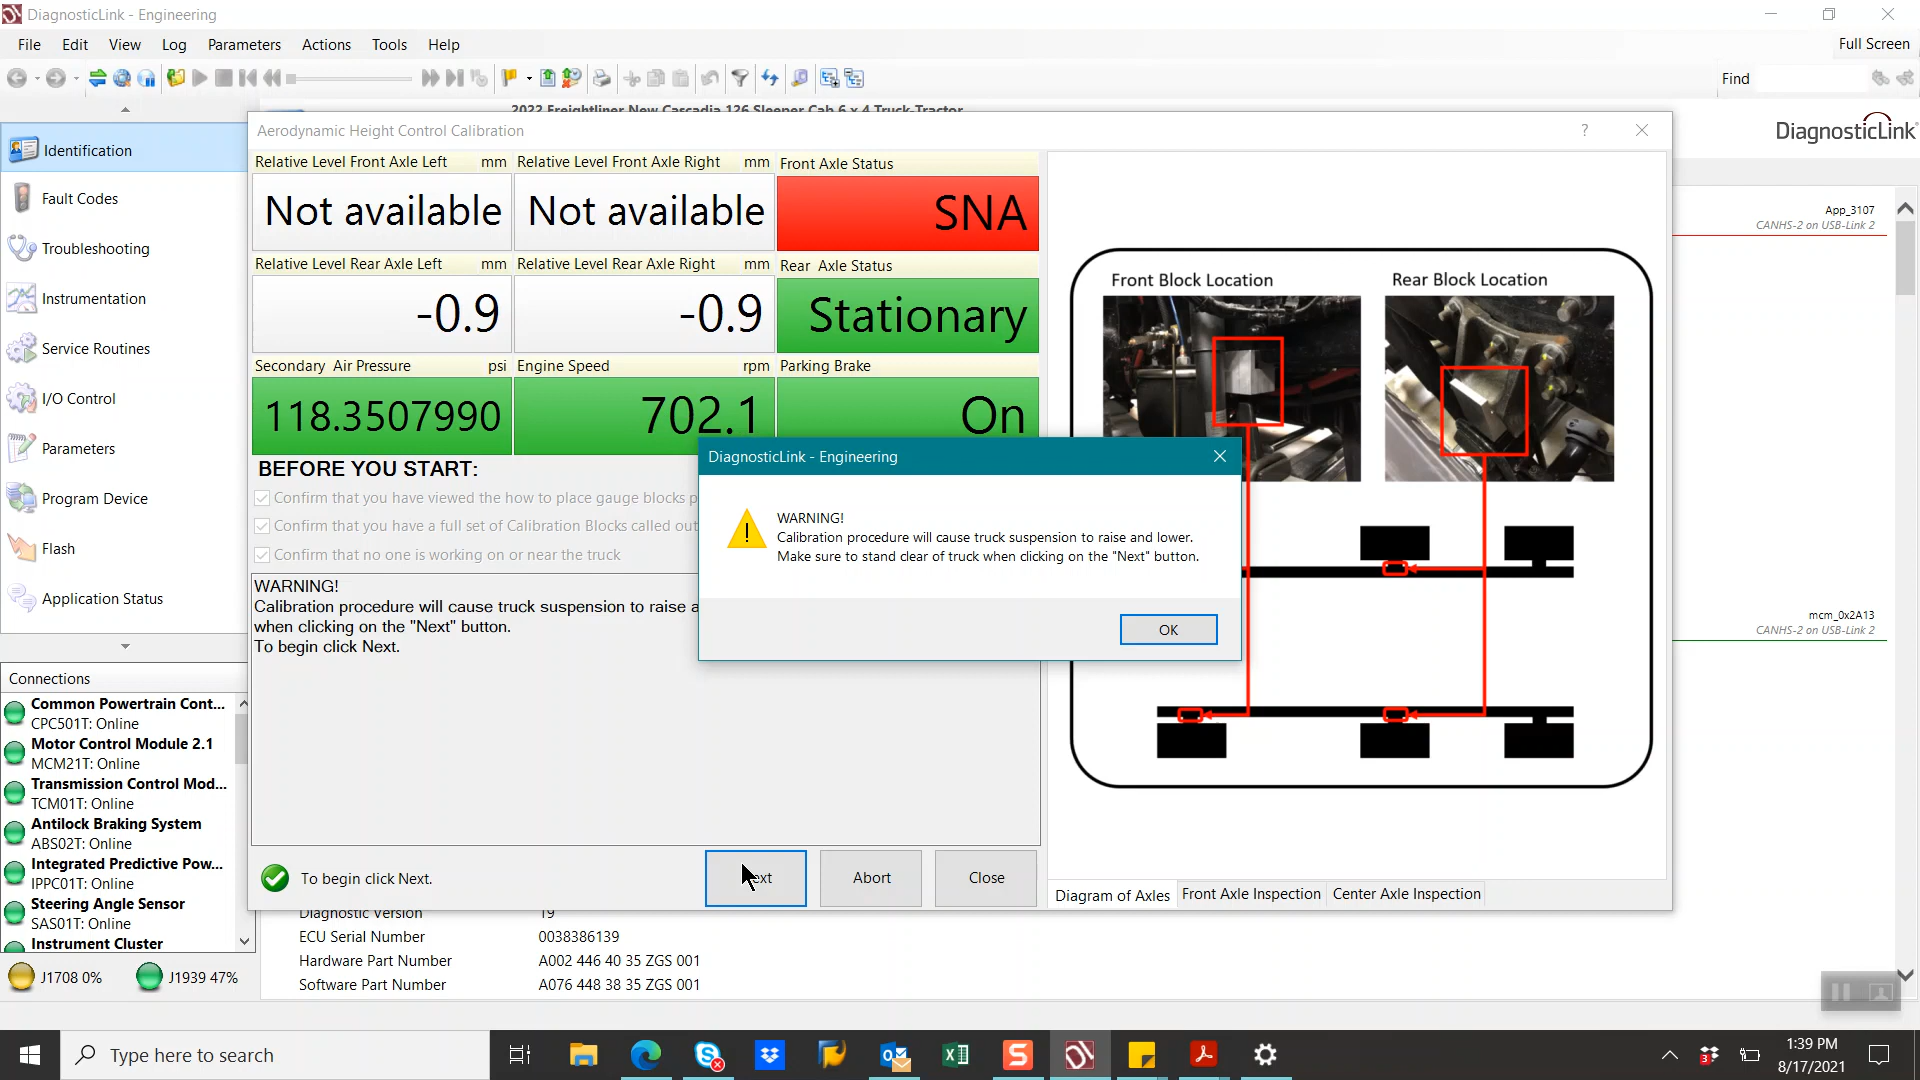 DiagnosticLink - Engineering
File Edit View Log Parameters Actions Tools Help
Full Screen
Find
2022 Freightliner New Cascadia 126 Sleeper Cab 6 x 4 Truck-Tractor
DiagnosticLink
Identification
Fault Codes
Troubleshooting
Instrumentation
Service Routines
I/O Control
Parameters
Program Device
Flash
Application Status
Connections
Common Powertrain Cont...
CPC501T: Online
Motor Control Module 2.1
MCM21T: Online
Transmission Control Mod...
TCM01T: Online
Antilock Braking System
ABS02T: Online
Integrated Predictive Pow...
IPPC01T: Online
Steering Angle Sensor
SAS01T: Online
Instrument Cluster
J1708 0% J1939 47%
Aerodynamic Height Control Calibration
?
Relative Level Front Axle Left mm Relative Level Front Axle Right mm Front Axle Status
Not available Not available SNA
Relative Level Rear Axle Left mm Relative Level Rear Axle Right mm Rear Axle Status
-0.9 -0.9 Stationary
Secondary Air Pressure psi Engine Speed rpm Parking Brake
118.3507990 702.1 On
BEFORE YOU START:
Confirm that you have viewed the how to place gauge blocks p
Confirm that you have a full set of Calibration Blocks called out
Confirm that no one is working on or near the truck
WARNING!
Calibration procedure will cause truck suspension to raise a
when clicking on the "Next" button.
To begin click Next.
DiagnosticLink - Engineering
WARNING!
Calibration procedure will cause truck suspension to raise and lower.
Make sure to stand clear of truck when clicking on the "Next" button.
OK
To begin click Next.
Abort
Close
Front Block Location Rear Block Location
Diagram of Axles Front Axle Inspection Center Axle Inspection
App_3107
CANHS-2 on USB-Link 2
mcm_0x2A13
CANHS-2 on USB-Link 2
Diagnostic Version 19
ECU Serial Number 0038386139
Hardware Part Number A002 446 40 35 ZGS 001
Software Part Number A076 448 38 35 ZGS 001
Type here to search
3
1:39 PM
8/17/2021